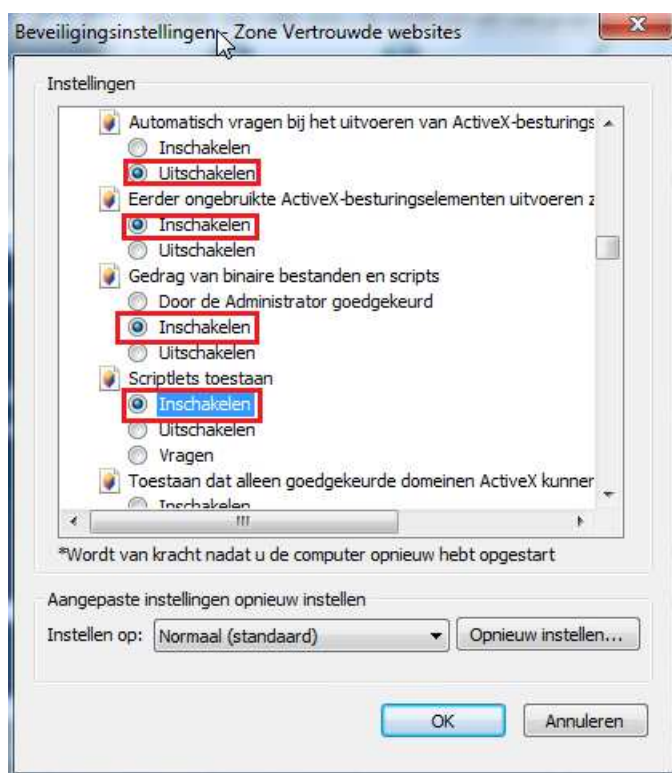 Beveiligingsinstellingen - Zone Vertrouwde websites
Instellingen
Automatisch vragen bij het uitvoeren van ActiveX-besturings
Inschakelen
Uitschakelen
Eerder ongebruikte ActiveX-besturingselementen uitvoeren z
Inschakelen
Uitschakelen
Gedrag van binaire bestanden en scripts
Door de Administrator goedgekeurd
Inschakelen
Uitschakelen
Scriptlets toestaan
Inschakelen
Uitschakelen
Vragen
Toestaan dat alleen goedgekeurde domeinen ActiveX kunner
Inschakelen
*Wordt van kracht nadat u de computer opnieuw hebt opgestart
Aangepaste instellingen opnieuw instellen
Instellen op: Normaal (standaard) Opnieuw instellen...
OK Annuleren